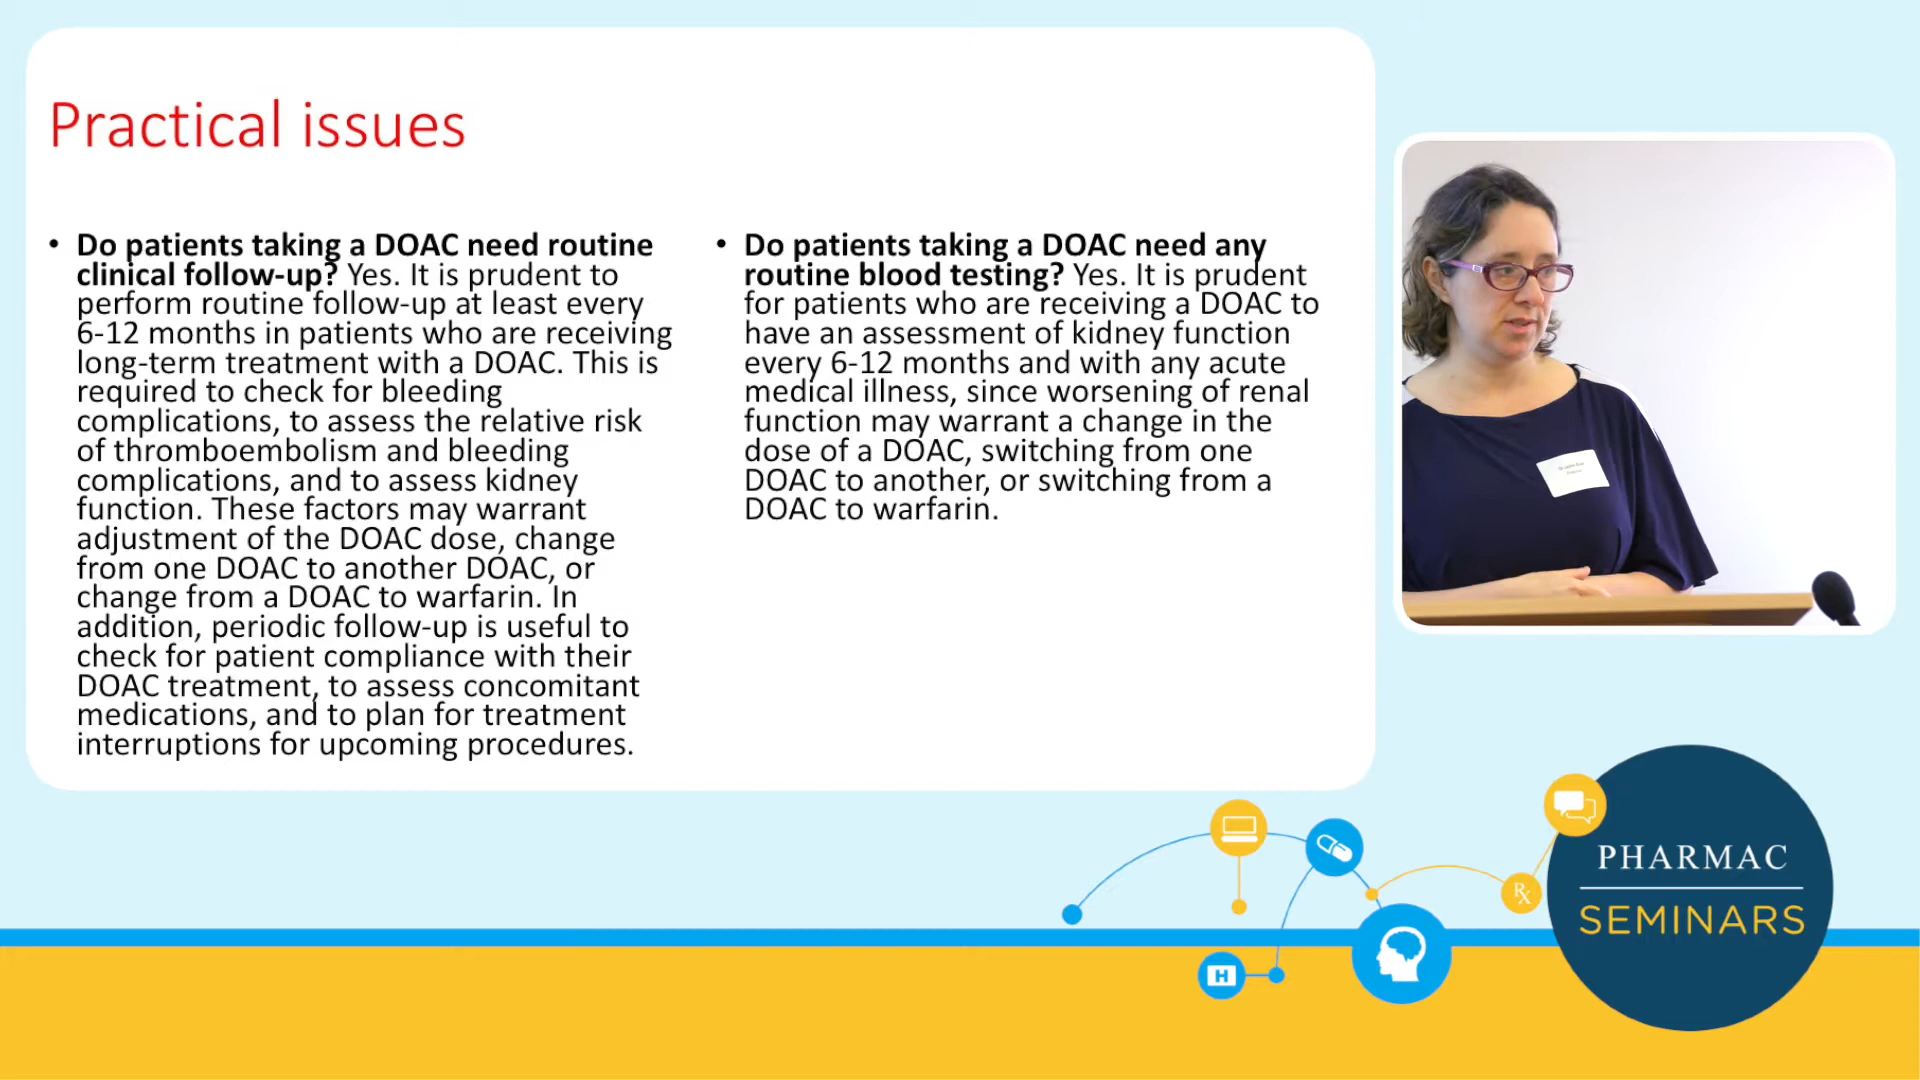 Practical issues
• Do patients taking a DOAC need routine
clinical follow-up? Yes. It is prudent to
perform routine follow-up at least every
6-12 months in patients who are receiving
long-term treatment with a DOAC. This is
required to check for bleeding
complications, to assess the relative risk
of thromboembolism and bleeding
complications, and to assess kidney
function. These factors may warrant
adjustment of the DOAC dose, change
from one DOAC to another DOAC, or
change from a DOAC to warfarin. In
addition, periodic follow-up is useful to
check for patient compliance with their
DOAC treatment, to assess concomitant
medications, and to plan for treatment
interruptions for upcoming procedures.
• Do patients taking a DOAC need any
routine blood testing? Yes. It is prudent
for patients who are receiving a DOAC to
have an assessment of kidney function
every 6-12 months and with any acute
medical illness, since worsening of renal
function may warrant a change in the
dose of a DOAC, switching from one
DOAC to another, or switching from a
DOAC to warfarin.
PHARMAC
SEMINARS
Rx
H